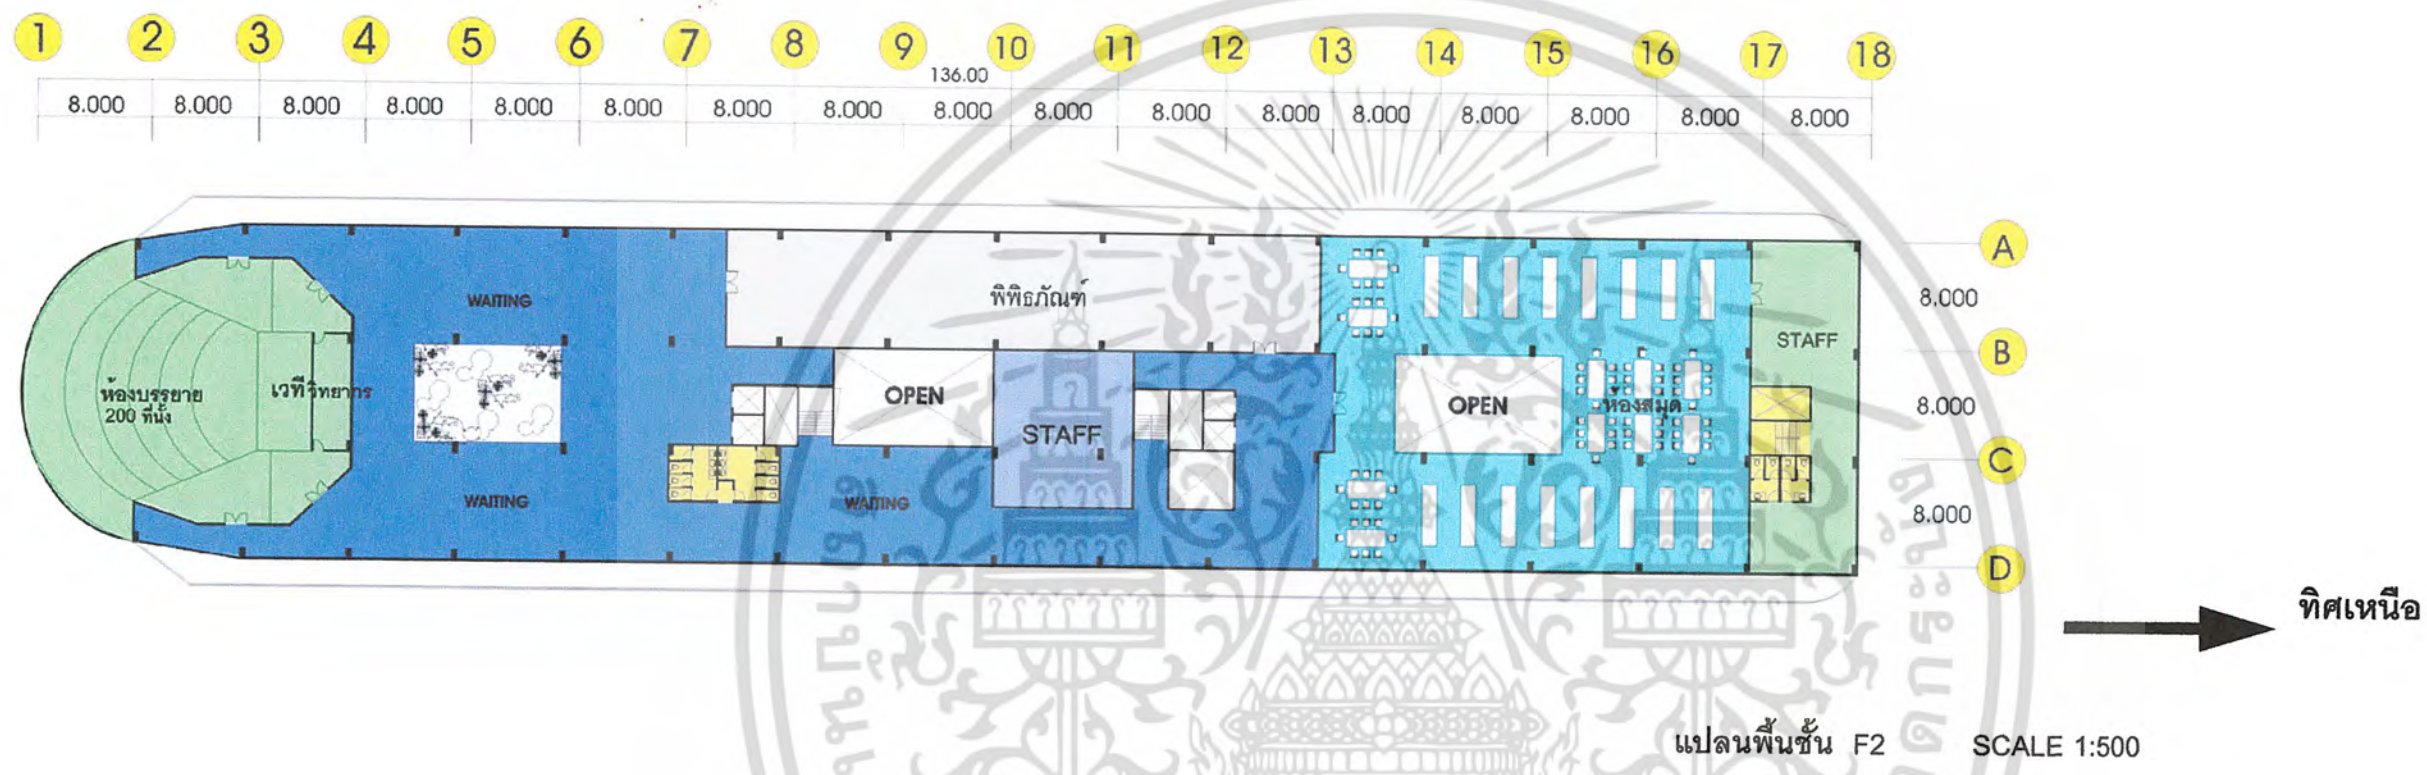 1 2 3 4 5 6 7 8 9 10 11 12 13 14 15 16 17 18
136.00
8.000 8.000 8.000 8.000 8.000 8.000 8.000 8.000 8.000 8.000 8.000 8.000 8.000 8.000 8.000 8.000 8.000
A
8.000
B
8.000
C
8.000
D
WAITING
พิพิธภัณฑ์
STAFF
ห้องบรรยาย
200 ที่นั่ง
เวที
วิทยากร
OPEN
STAFF
OPEN
ห้องสมุด
WAITING
WAITING
ทิศเหนือ
แปลนพื้นชั้น F2
SCALE 1:500